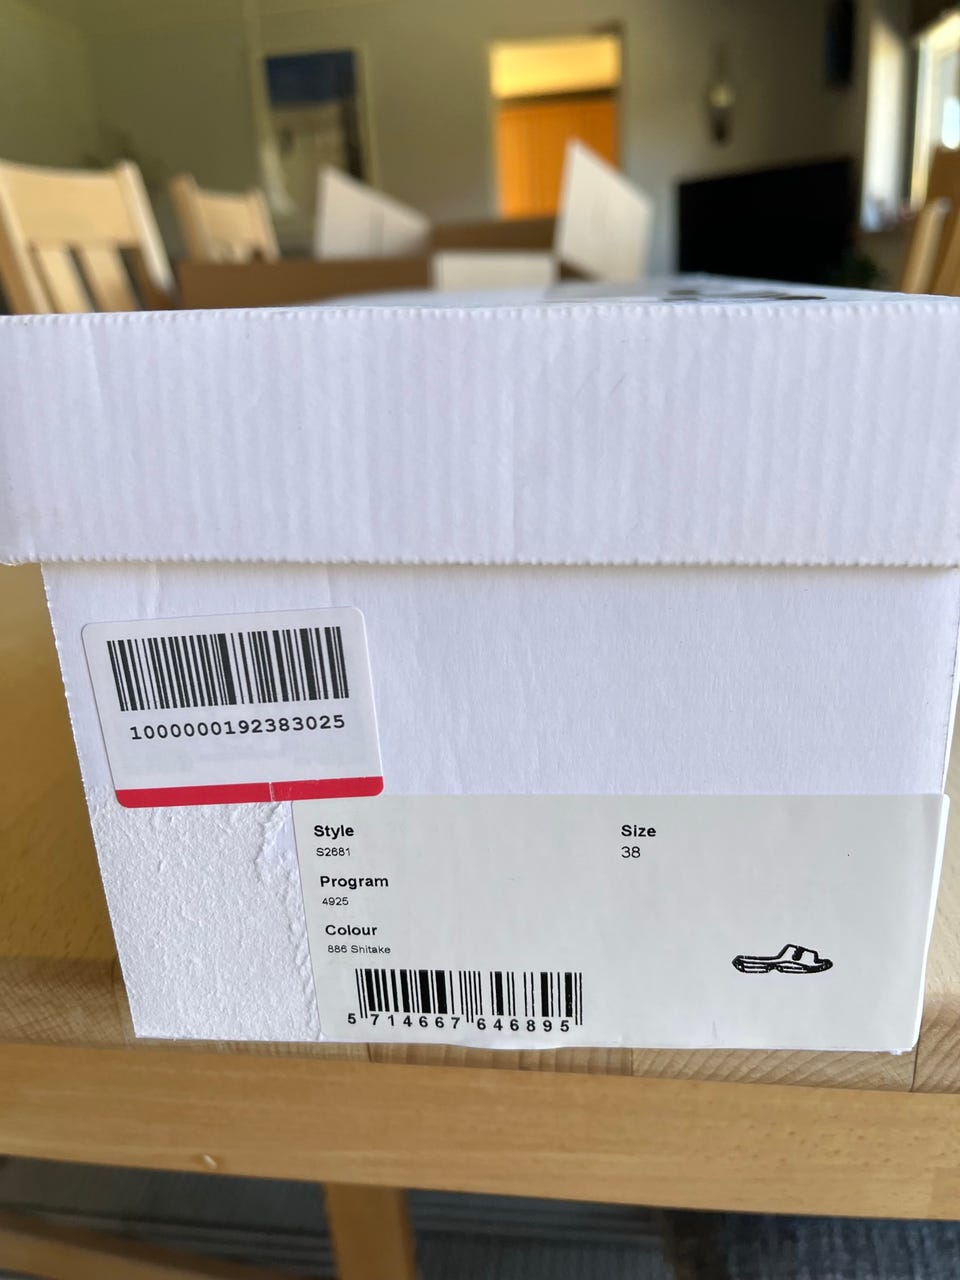 1000000192383025
Style
S2681
Size
38
Program
4925
Colour
886 Shitake
5 714667 646895